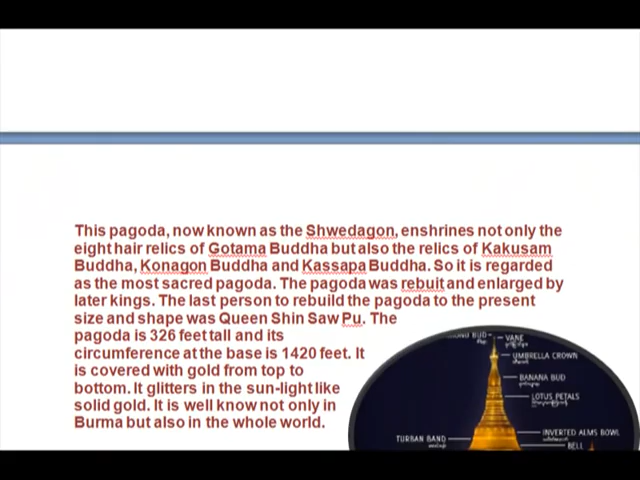 This pagoda, now known as the Shwedagon, enshrines not only the
eight hair relics of Gotama Buddha but also the relics of Kakusam
Buddha, Konagon Buddha and Kassapa Buddha. So it is regarded
as the most sacred pagoda. The pagoda was rebuit and enlarged by
later kings. The last person to rebuild the pagoda to the present
size and shape was Queen Shin Saw Pu. The
pagoda is 326 feet tall and its
circumference at the base is 1420 feet. It
is covered with gold from top to
bottom. It glitters in the sun-light like
solid gold. It is well know not only in
Burma but also in the whole world.
BUD
VANE
UMBRELLA CROWN
BANANA BUD
LOTUS PETALS
INVERTED ALMS BOWL
TURBAN BAND
BELL